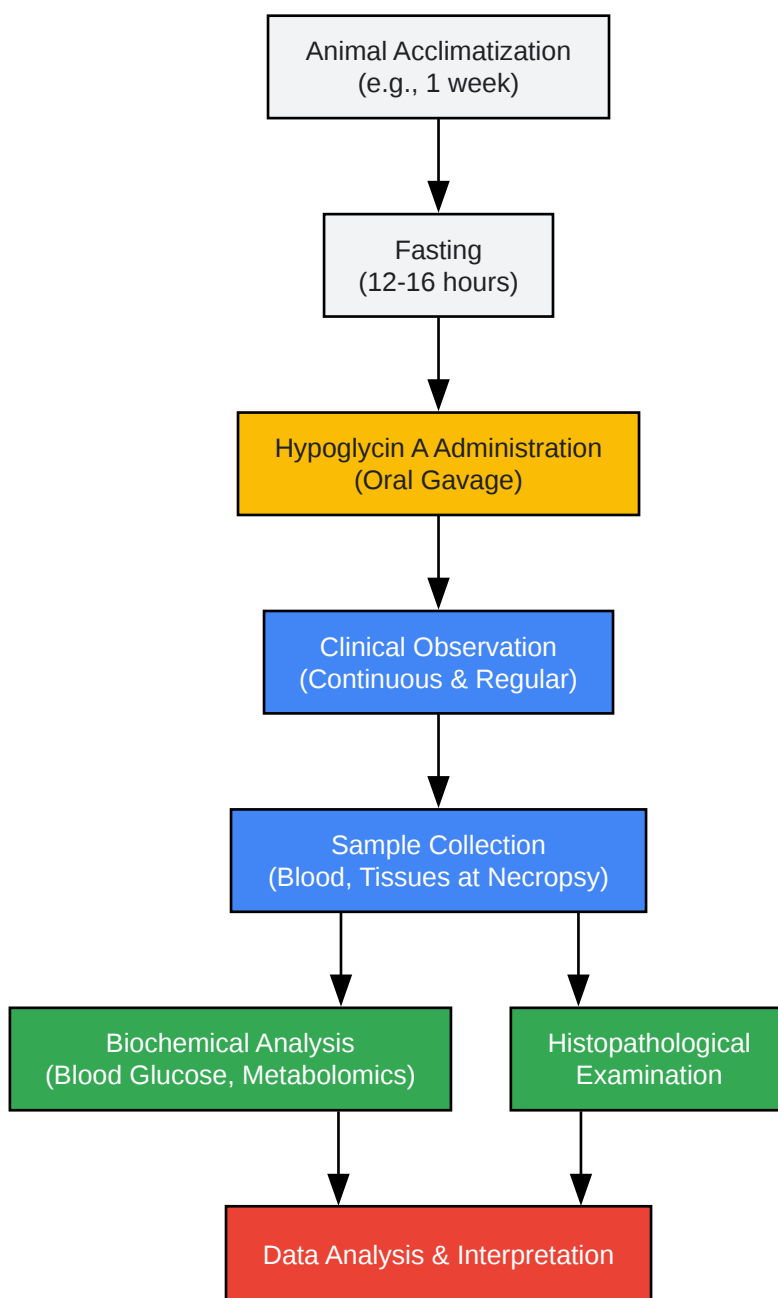 Animal Acclimatization
(e.g., 1 week)
Fasting
(12-16 hours)
Hypoglycin A Administration
(Oral Gavage)
Clinical Observation
(Continuous & Regular)
Sample Collection
(Blood, Tissues at Necropsy)
Biochemical Analysis
(Blood Glucose, Metabolomics)
Histopathological
Examination
Data Analysis & Interpretation